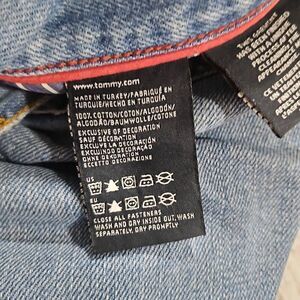 www.tommy.com
MADE IN TURKEY/FABRIQUÉ EN
TURQUIE/HECHO EN TURQUÍA
100% COTTON/COTON/ALGODÓN/
ALGODÃO/BAUMWOLLE/COTONE
EXCLUSIVE OF DECORATION
SAUF DÉCORATION
EXCLUYE LA DECORACIÓN
EXCLUINDO DECORAÇÃO
OHNE DEKORATION
ECCETTO DECORAZIONE
US
EU
CLOSE ALL FASTENERS
WASH AND DRY INSIDE OUT, WASH
SEPARATELY, DRY PROMPTLY